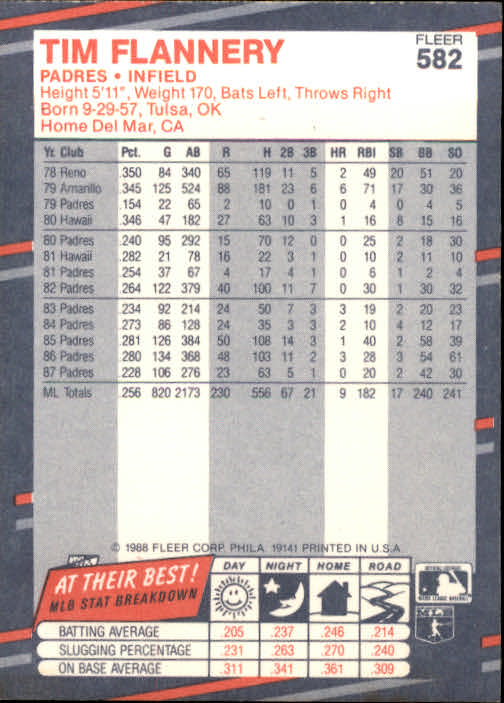 TIM FLANNERY
FLEER
582
PADRES • INFIELD
Height 5'11", Weight 170, Bats Left, Throws Right
Born 9-29-57, Tulsa, OK
Home Del Mar, CA
Yr. Club Pct. G AB R H 2B 3B HR RBI SB BB SO
78 Reno .350 84 340 65 119 11 5 2 49 20 51 20
79 Amarillo .345 125 524 88 181 23 6 6 71 17 30 36
79 Padres .154 22 65 2 10 0 1 0 4 0 4 5
80 Hawaii .346 47 182 27 63 10 3 1 16 8 15 16
80 Padres .240 95 292 15 70 12 0 0 25 2 18 30
81 Hawaii .282 21 78 16 22 3 1 0 10 2 11 10
81 Padres .254 37 67 4 17 4 1 0 6 1 2 4
82 Padres .264 122 379 40 100 11 7 0 30 1 30 32
83 Padres .234 92 214 24 50 7 3 3 19 2 20 23
84 Padres .273 86 128 24 35 3 3 2 10 4 12 17
85 Padres .281 126 384 50 108 14 3 1 40 2 58 39
86 Padres .280 134 368 48 103 11 2 3 28 3 54 61
87 Padres .228 106 276 23 63 5 1 0 20 2 42 30
ML Totals .256 820 2173 230 556 67 21 9 182 17 240 241
© 1988 FLEER CORP. PHILA. 19141 PRINTED IN U.S.A.
AT THEIR BEST!
MLB STAT BREAKDOWN
DAY NIGHT HOME ROAD
BATTING AVERAGE .205 .237 .246 .214
SLUGGING PERCENTAGE .231 .263 .270 .240
ON BASE AVERAGE .311 .341 .361 .309